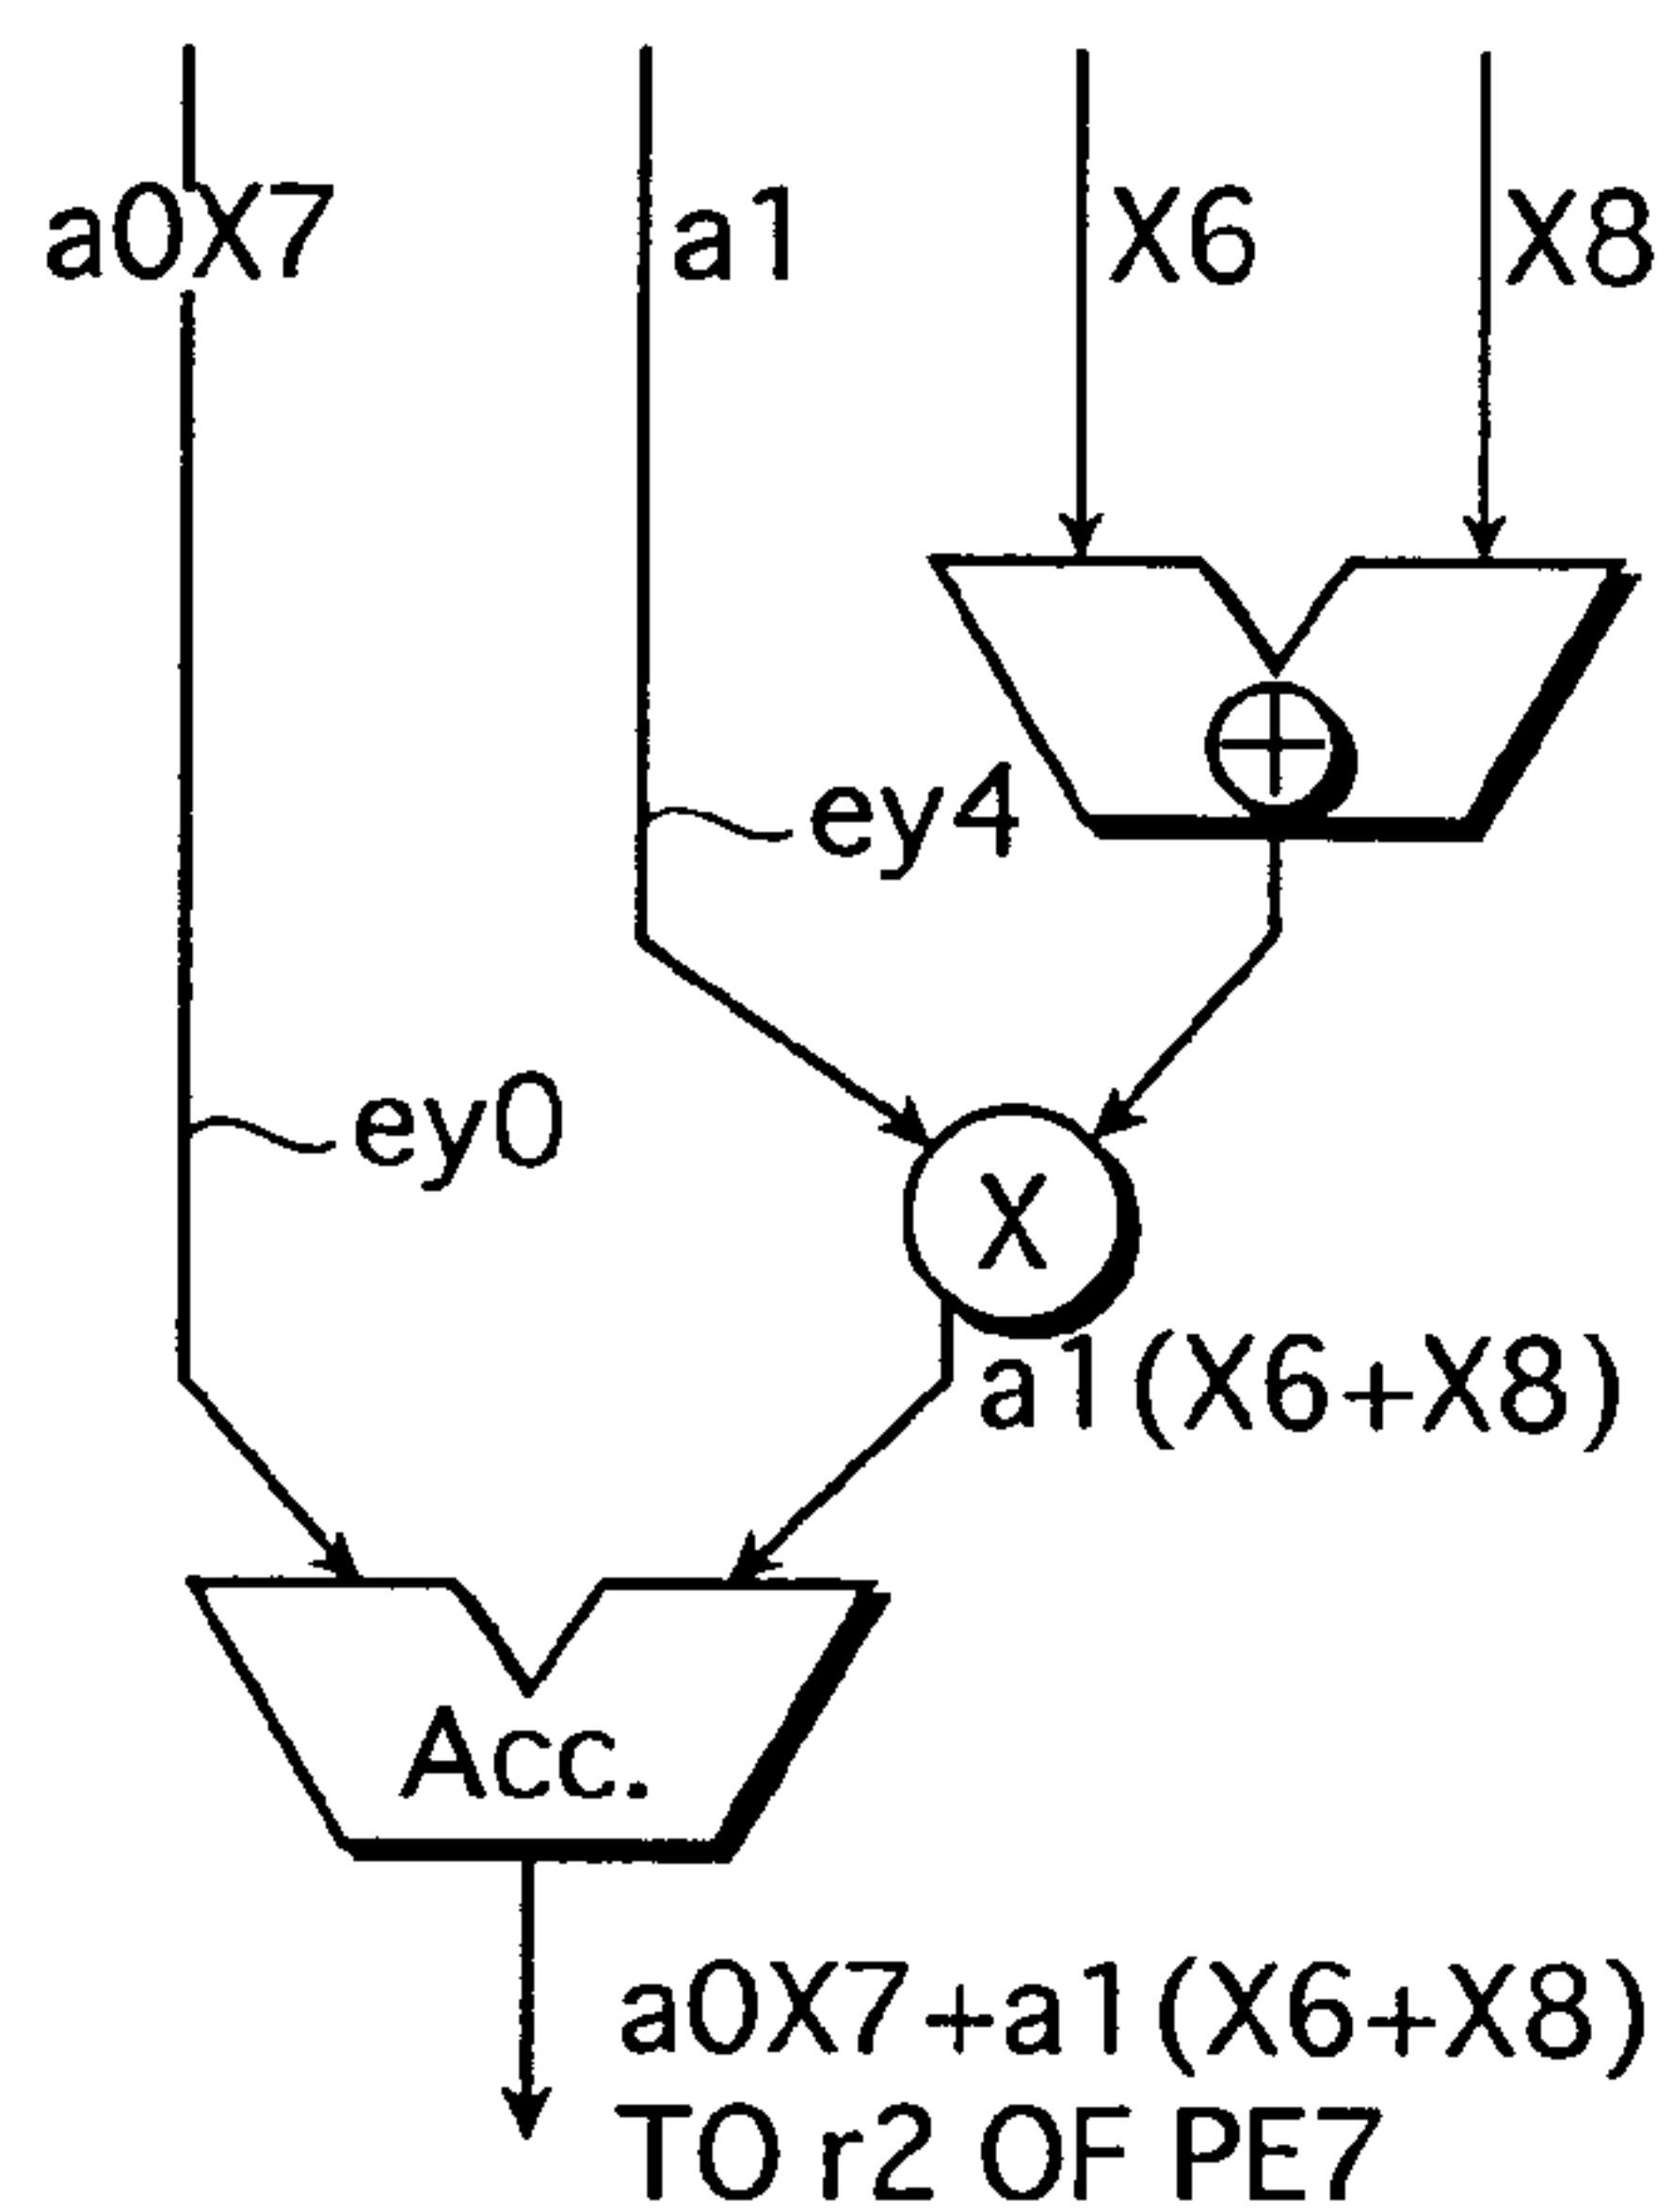 a0X7 a1 X6 X8
+
ey4
ey0
X
a1(X6+X8)
Acc.
a0X7+a1(X6+X8)
TO r2 OF PE7